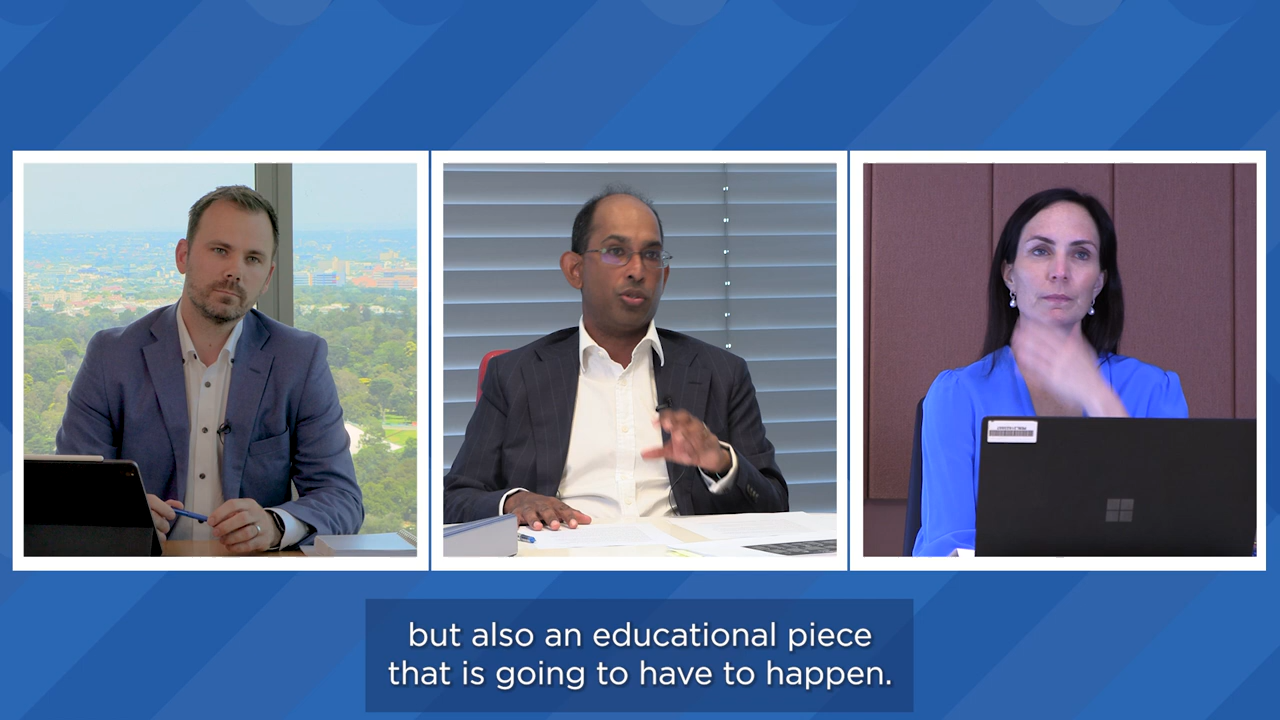 but also an educational piece
that is going to have to happen.